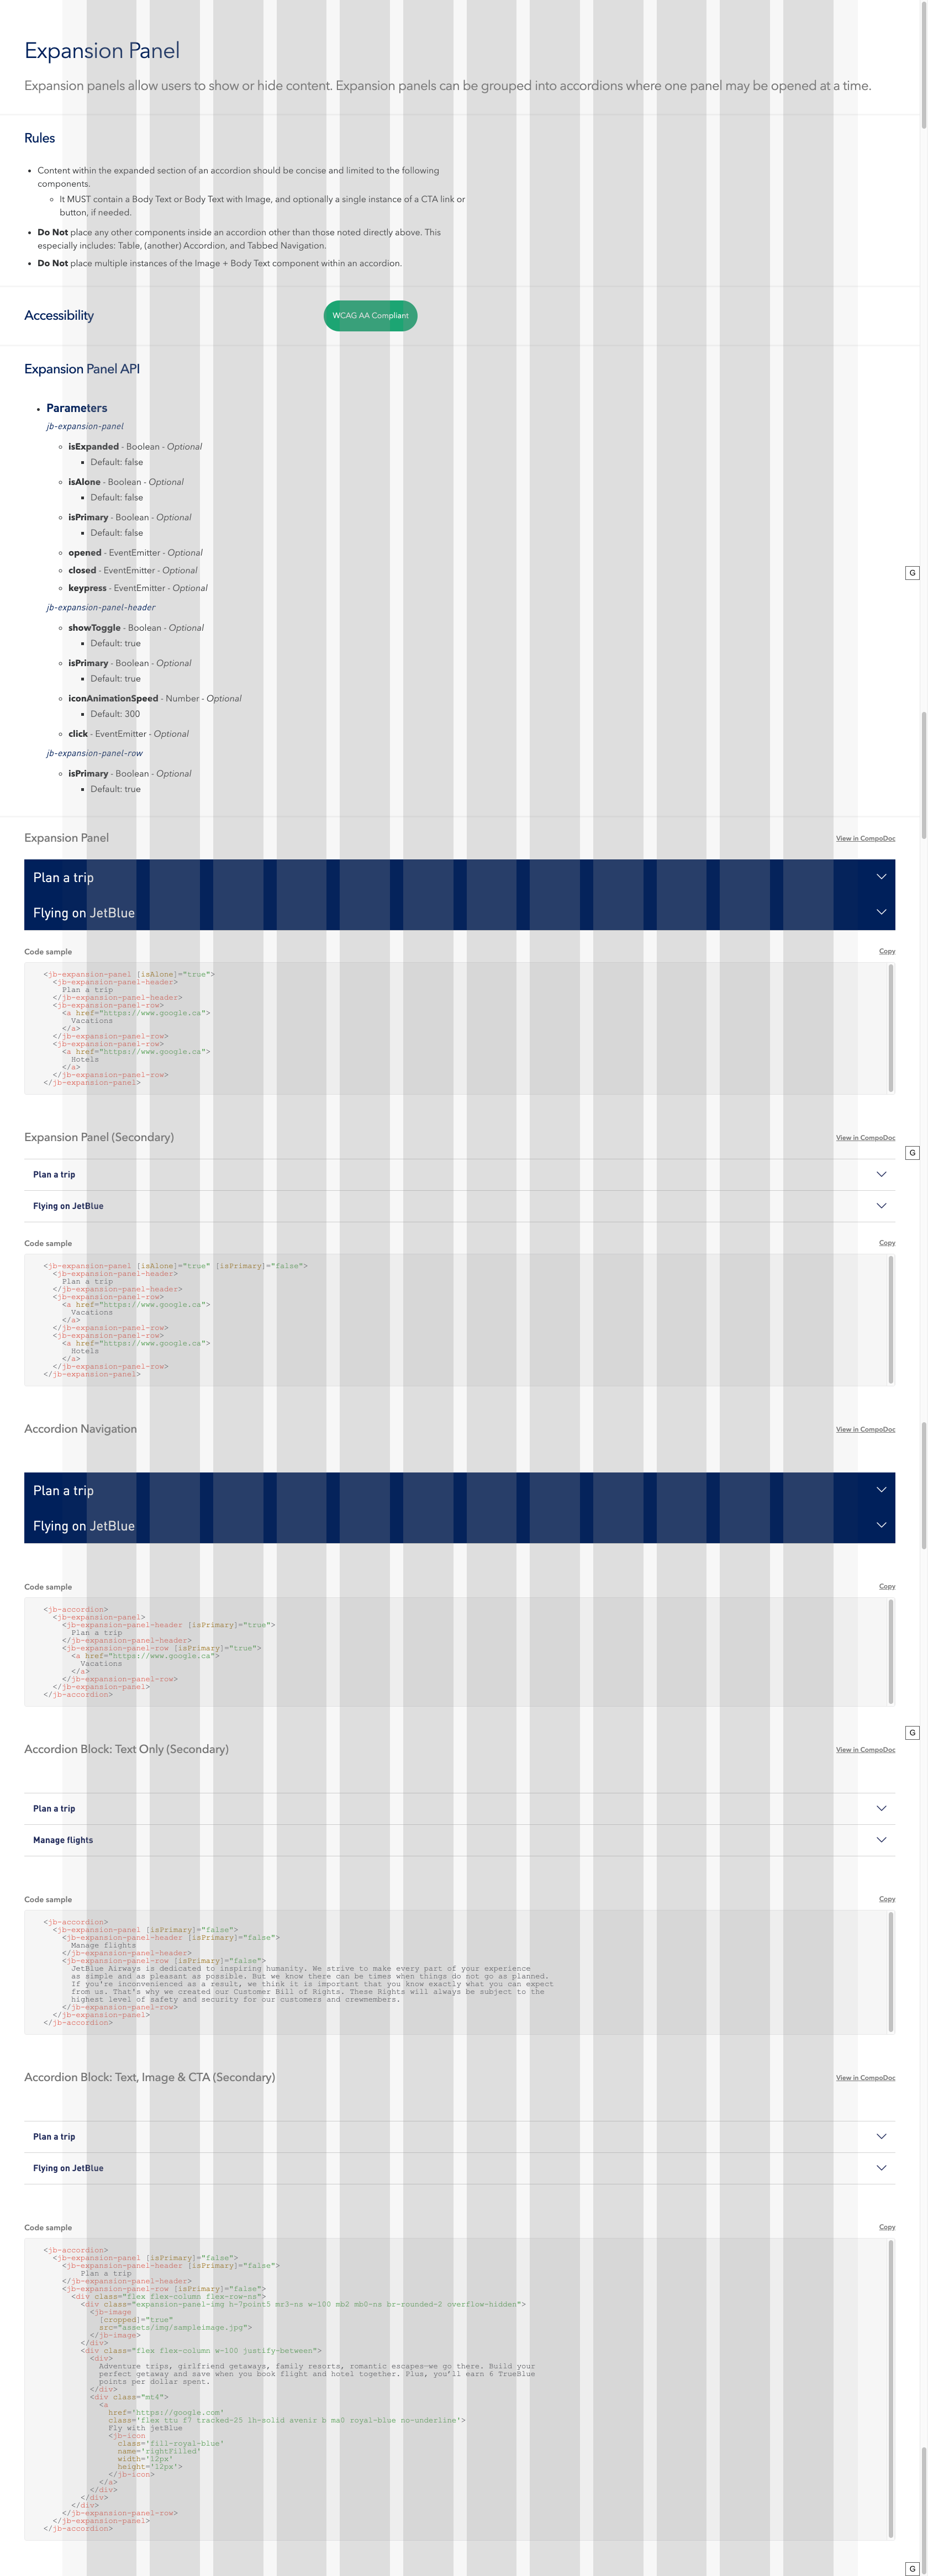 Expansion Panel
Expansion panels allow users to show or hide content. Expansion panels can be grouped into accordions where one panel may be opened at a time.
Rules
• Content within the expanded section of an accordion should be concise and limited to the following
components.
◦ It MUST contain a Body Text or Body Text with Image, and optionally a single instance of a CTA link or
button, if needed.
• Do Not place any other components inside an accordion other than those noted directly above. This
especially includes: Table, (another) Accordion, and Tabbed Navigation.
• Do Not place multiple instances of the Image + Body Text component within an accordion.
Accessibility
WCAG AA Compliant
Expansion Panel API
• Parameters
jb-expansion-panel
◦ isExpanded - Boolean - Optional
▪ Default: false
◦ isAlone - Boolean - Optional
▪ Default: false
◦ isPrimary - Boolean - Optional
▪ Default: false
◦ opened - EventEmitter - Optional
◦ closed - EventEmitter - Optional
G
◦ keypress - EventEmitter - Optional
jb-expansion-panel-header
◦ showToggle - Boolean - Optional
▪ Default: true
◦ isPrimary - Boolean - Optional
▪ Default: true
◦ iconAnimationSpeed - Number - Optional
▪ Default: 300
◦ click - EventEmitter - Optional
jb-expansion-panel-row
◦ isPrimary - Boolean - Optional
▪ Default: true
Expansion Panel
View in CompoDoc
Plan a trip
Flying on JetBlue
Code sample
Copy
<jb-expansion-panel [isAlone]="true">
<jb-expansion-panel-header>
Plan a trip
</jb-expansion-panel-header>
<jb-expansion-panel-row>
<a href="https://www.google.ca">
Vacations
</a>
</jb-expansion-panel-row>
<jb-expansion-panel-row>
<a href="https://www.google.ca">
Hotels
</a>
</jb-expansion-panel-row>
</jb-expansion-panel>
Expansion Panel (Secondary)
View in CompoDoc
G
Plan a trip
Flying on JetBlue
Code sample
Copy
<jb-expansion-panel [isAlone]="true" [isPrimary]="false">
<jb-expansion-panel-header>
Plan a trip
</jb-expansion-panel-header>
<jb-expansion-panel-row>
<a href="https://www.google.ca">
Vacations
</a>
</jb-expansion-panel-row>
<jb-expansion-panel-row>
<a href="https://www.google.ca">
Hotels
</a>
</jb-expansion-panel-row>
</jb-expansion-panel>
Accordion Navigation
View in CompoDoc
Plan a trip
Flying on JetBlue
Code sample
Copy
<jb-accordion>
<jb-expansion-panel>
<jb-expansion-panel-header [isPrimary]="true">
Plan a trip
</jb-expansion-panel-header>
<jb-expansion-panel-row [isPrimary]="true">
<a href="https://www.google.ca">
Vacations
</a>
</jb-expansion-panel-row>
</jb-expansion-panel>
</jb-accordion>
G
Accordion Block: Text Only (Secondary)
View in CompoDoc
Plan a trip
Manage flights
Code sample
Copy
<jb-accordion>
<jb-expansion-panel [isPrimary]="false">
<jb-expansion-panel-header [isPrimary]="false">
Manage flights
</jb-expansion-panel-header>
<jb-expansion-panel-row [isPrimary]="false">
JetBlue Airways is dedicated to inspiring humanity. We strive to make every part of your experience
as simple and as pleasant as possible. But we know there can be times when things do not go as planned.
If you're inconvenienced as a result, we think it is important that you know exactly what you can expect
from us. That's why we created our Customer Bill of Rights. These Rights will always be subject to the
highest level of safety and security for our customers and crewmembers.
</jb-expansion-panel-row>
</jb-expansion-panel>
</jb-accordion>
Accordion Block: Text, Image & CTA (Secondary)
View in CompoDoc
Plan a trip
Flying on JetBlue
Code sample
Copy
<jb-accordion>
<jb-expansion-panel [isPrimary]="false">
<jb-expansion-panel-header [isPrimary]="false">
Plan a trip
</jb-expansion-panel-header>
<jb-expansion-panel-row [isPrimary]="false">
<div class="flex flex-column flex-row-ns">
<div class="expansion-panel-img h-7point5 mr3-ns w-100 mb2 mb0-ns br-rounded-2 overflow-hidden">
<jb-image
[cropped]="true"
src="assets/img/sampleimage.jpg">
</jb-image>
</div>
<div class="flex flex-column w-100 justify-between">
<div>
Adventure trips, girlfriend getaways, family resorts, romantic escapes—we go there. Build your
perfect getaway and save when you book flight and hotel together. Plus, you'll earn 6 TrueBlue
points per dollar spent.
</div>
<div class="mt4">
<a
href='https://google.com'
class='flex ttu f7 tracked-25 lh-solid avenir b ma0 royal-blue no-underline'>
Fly with jetBlue
<jb-icon
class='fill-royal-blue'
name='rightFilled'
width='12px'
height='12px'>
</jb-icon>
</a>
</div>
</div>
</div>
</jb-expansion-panel-row>
</jb-expansion-panel>
</jb-accordion>
G